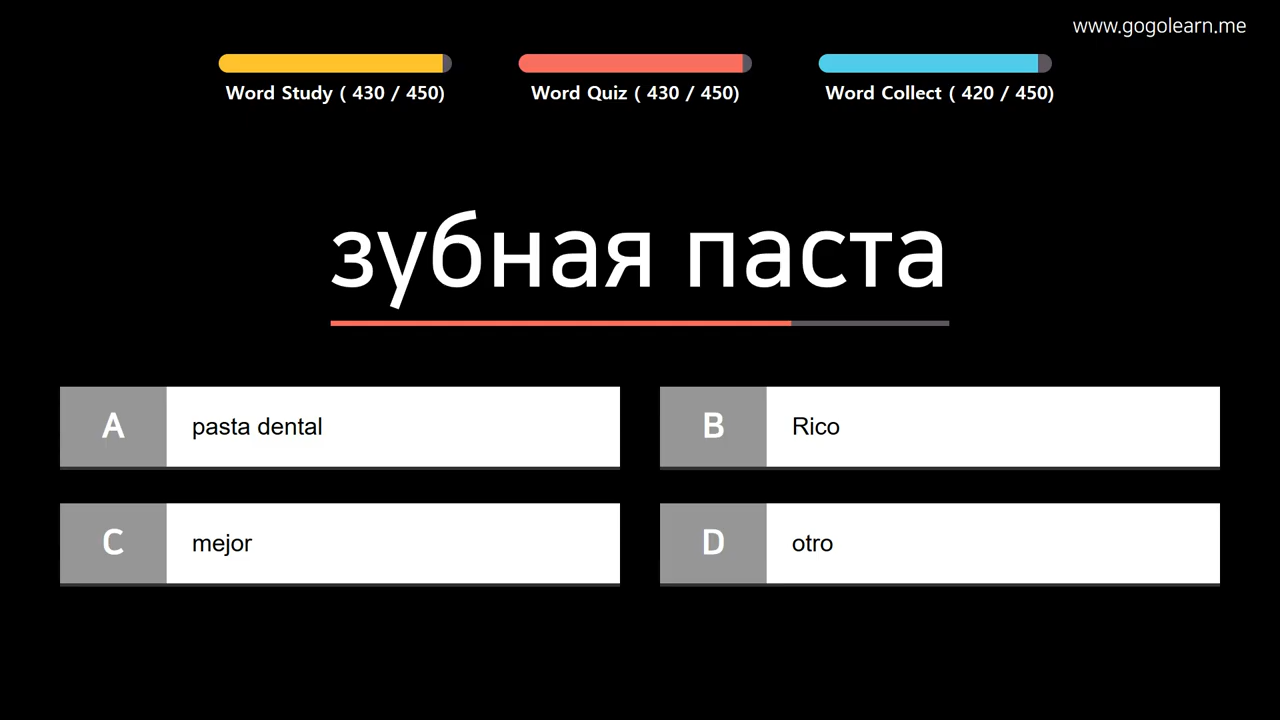 www.gogolearn.me
Word Study ( 430 / 450)
Word Quiz ( 430 / 450)
Word Collect ( 420 / 450)
зубная паста
A pasta dental
B Rico
C mejor
D otro